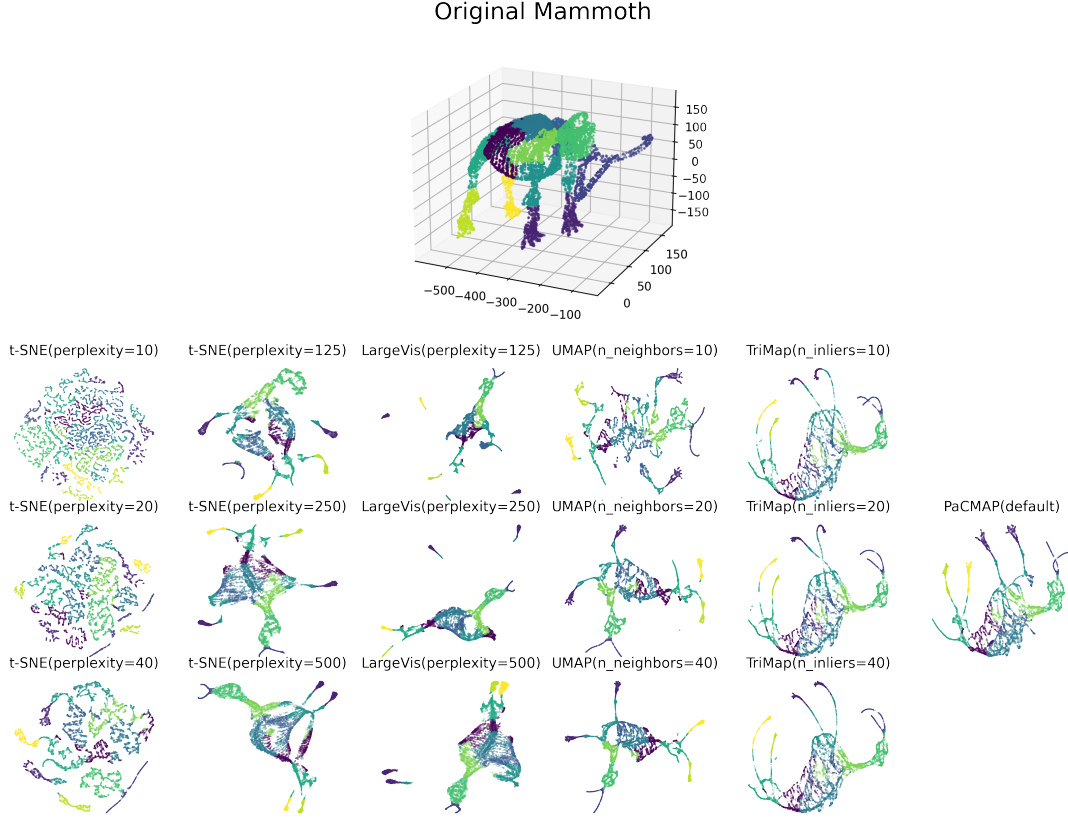 Original Mammoth
150
100
50
0
−50
−100
−150
150
100
50
0
−500 −400 −300 −200 −100
t-SNE(perplexity=10) t-SNE(perplexity=125) LargeVis(perplexity=125) UMAP(n_neighbors=10) TriMap(n_inliers=10)
t-SNE(perplexity=20) t-SNE(perplexity=250) LargeVis(perplexity=250) UMAP(n_neighbors=20) TriMap(n_inliers=20) PaCMAP(default)
t-SNE(perplexity=40) t-SNE(perplexity=500) LargeVis(perplexity=500) UMAP(n_neighbors=40) TriMap(n_inliers=40)